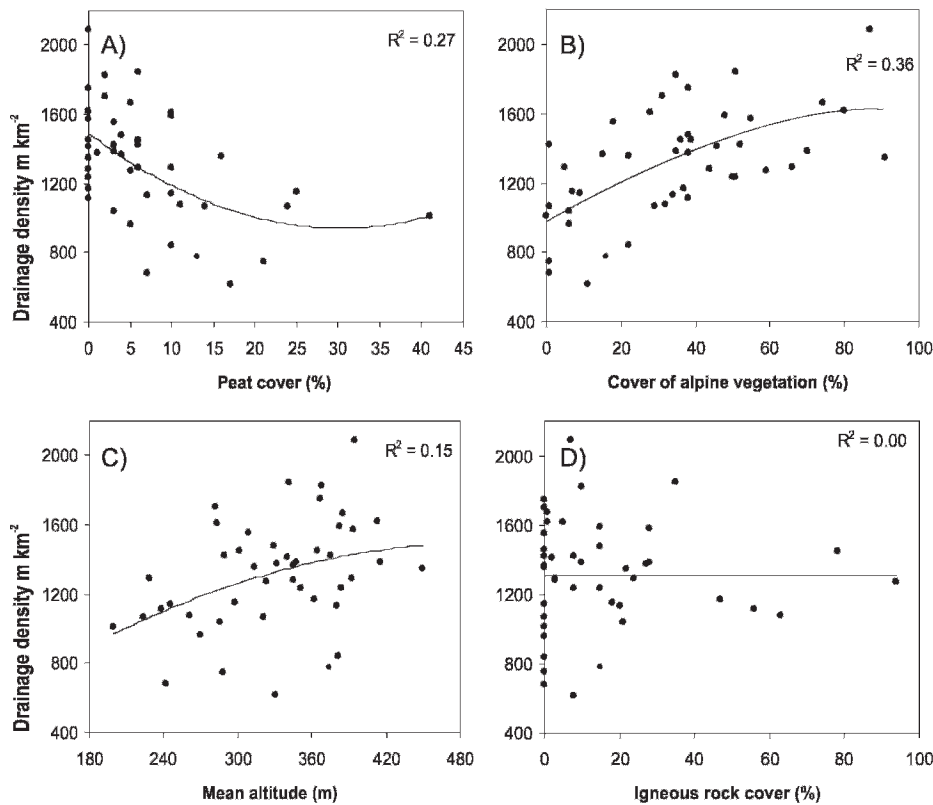 A)
R² = 0.27
2000
1600
1200
800
400
Drainage density m km⁻²
0 5 10 15 20 25 30 35 40 45
Peat cover (%)
B)
R² = 0.36
2000
1600
1200
800
400
0 20 40 60 80 100
Cover of alpine vegetation (%)
C)
R² = 0.15
2000
1600
1200
800
400
Drainage density m km⁻²
180 240 300 360 420 480
Mean altitude (m)
D)
R² = 0.00
2000
1600
1200
800
400
0 20 40 60 80 100
Igneous rock cover (%)